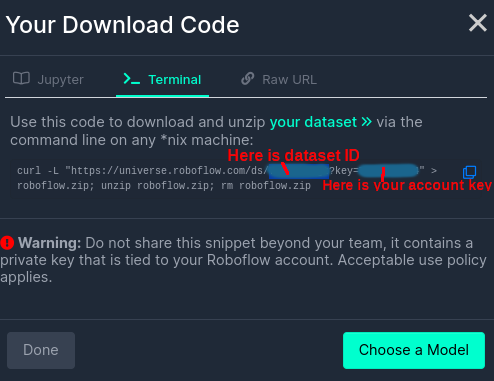 Your Download Code
Jupyter
Terminal
Raw URL
Use this code to download and unzip your dataset » via the
command line on any *nix machine:
Here is dataset ID
curl -L "https://universe.roboflow.com/ds/ ?key= " >
roboflow.zip; unzip roboflow.zip; rm roboflow.zip
Here is your account key
Warning: Do not share this snippet beyond your team, it contains a
private key that is tied to your Roboflow account. Acceptable use policy
applies.
Done
Choose a Model